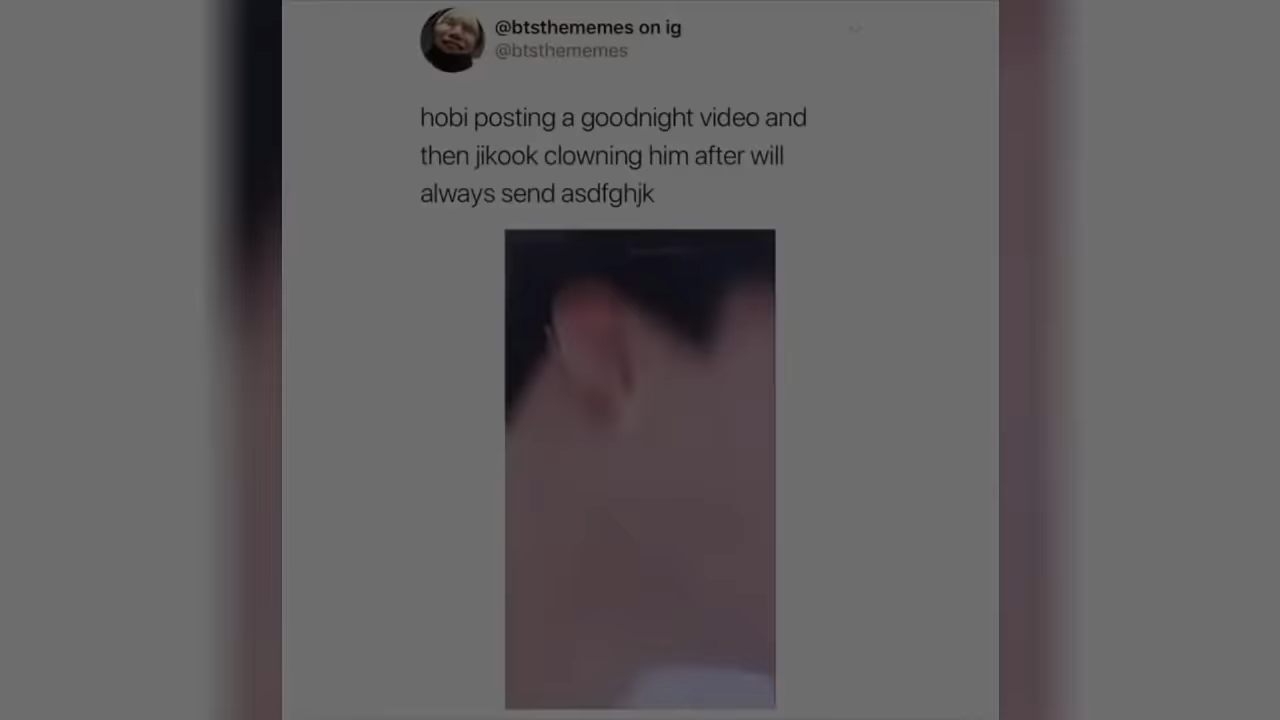 @btsthememes on ig
@btsthememes
hobi posting a goodnight video and
then jikook clowning him after will
always send asdfghjk